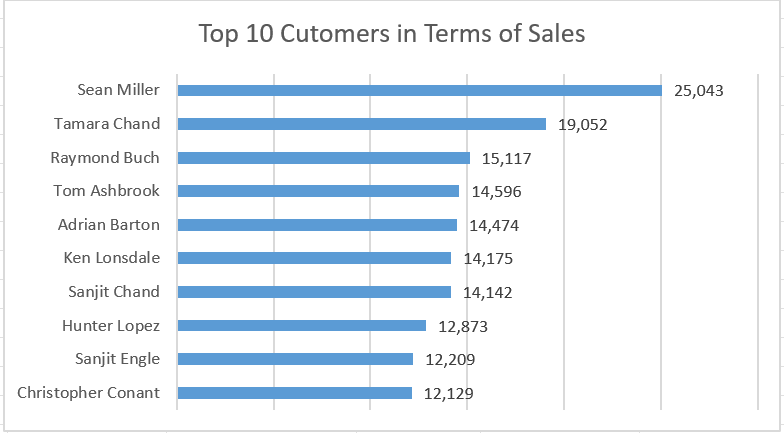 Top 10 Cutomers in Terms of Sales
Sean Miller 25,043
Tamara Chand 19,052
Raymond Buch 15,117
Tom Ashbrook 14,596
Adrian Barton 14,474
Ken Lonsdale 14,175
Sanjit Chand 14,142
Hunter Lopez 12,873
Sanjit Engle 12,209
Christopher Conant 12,129